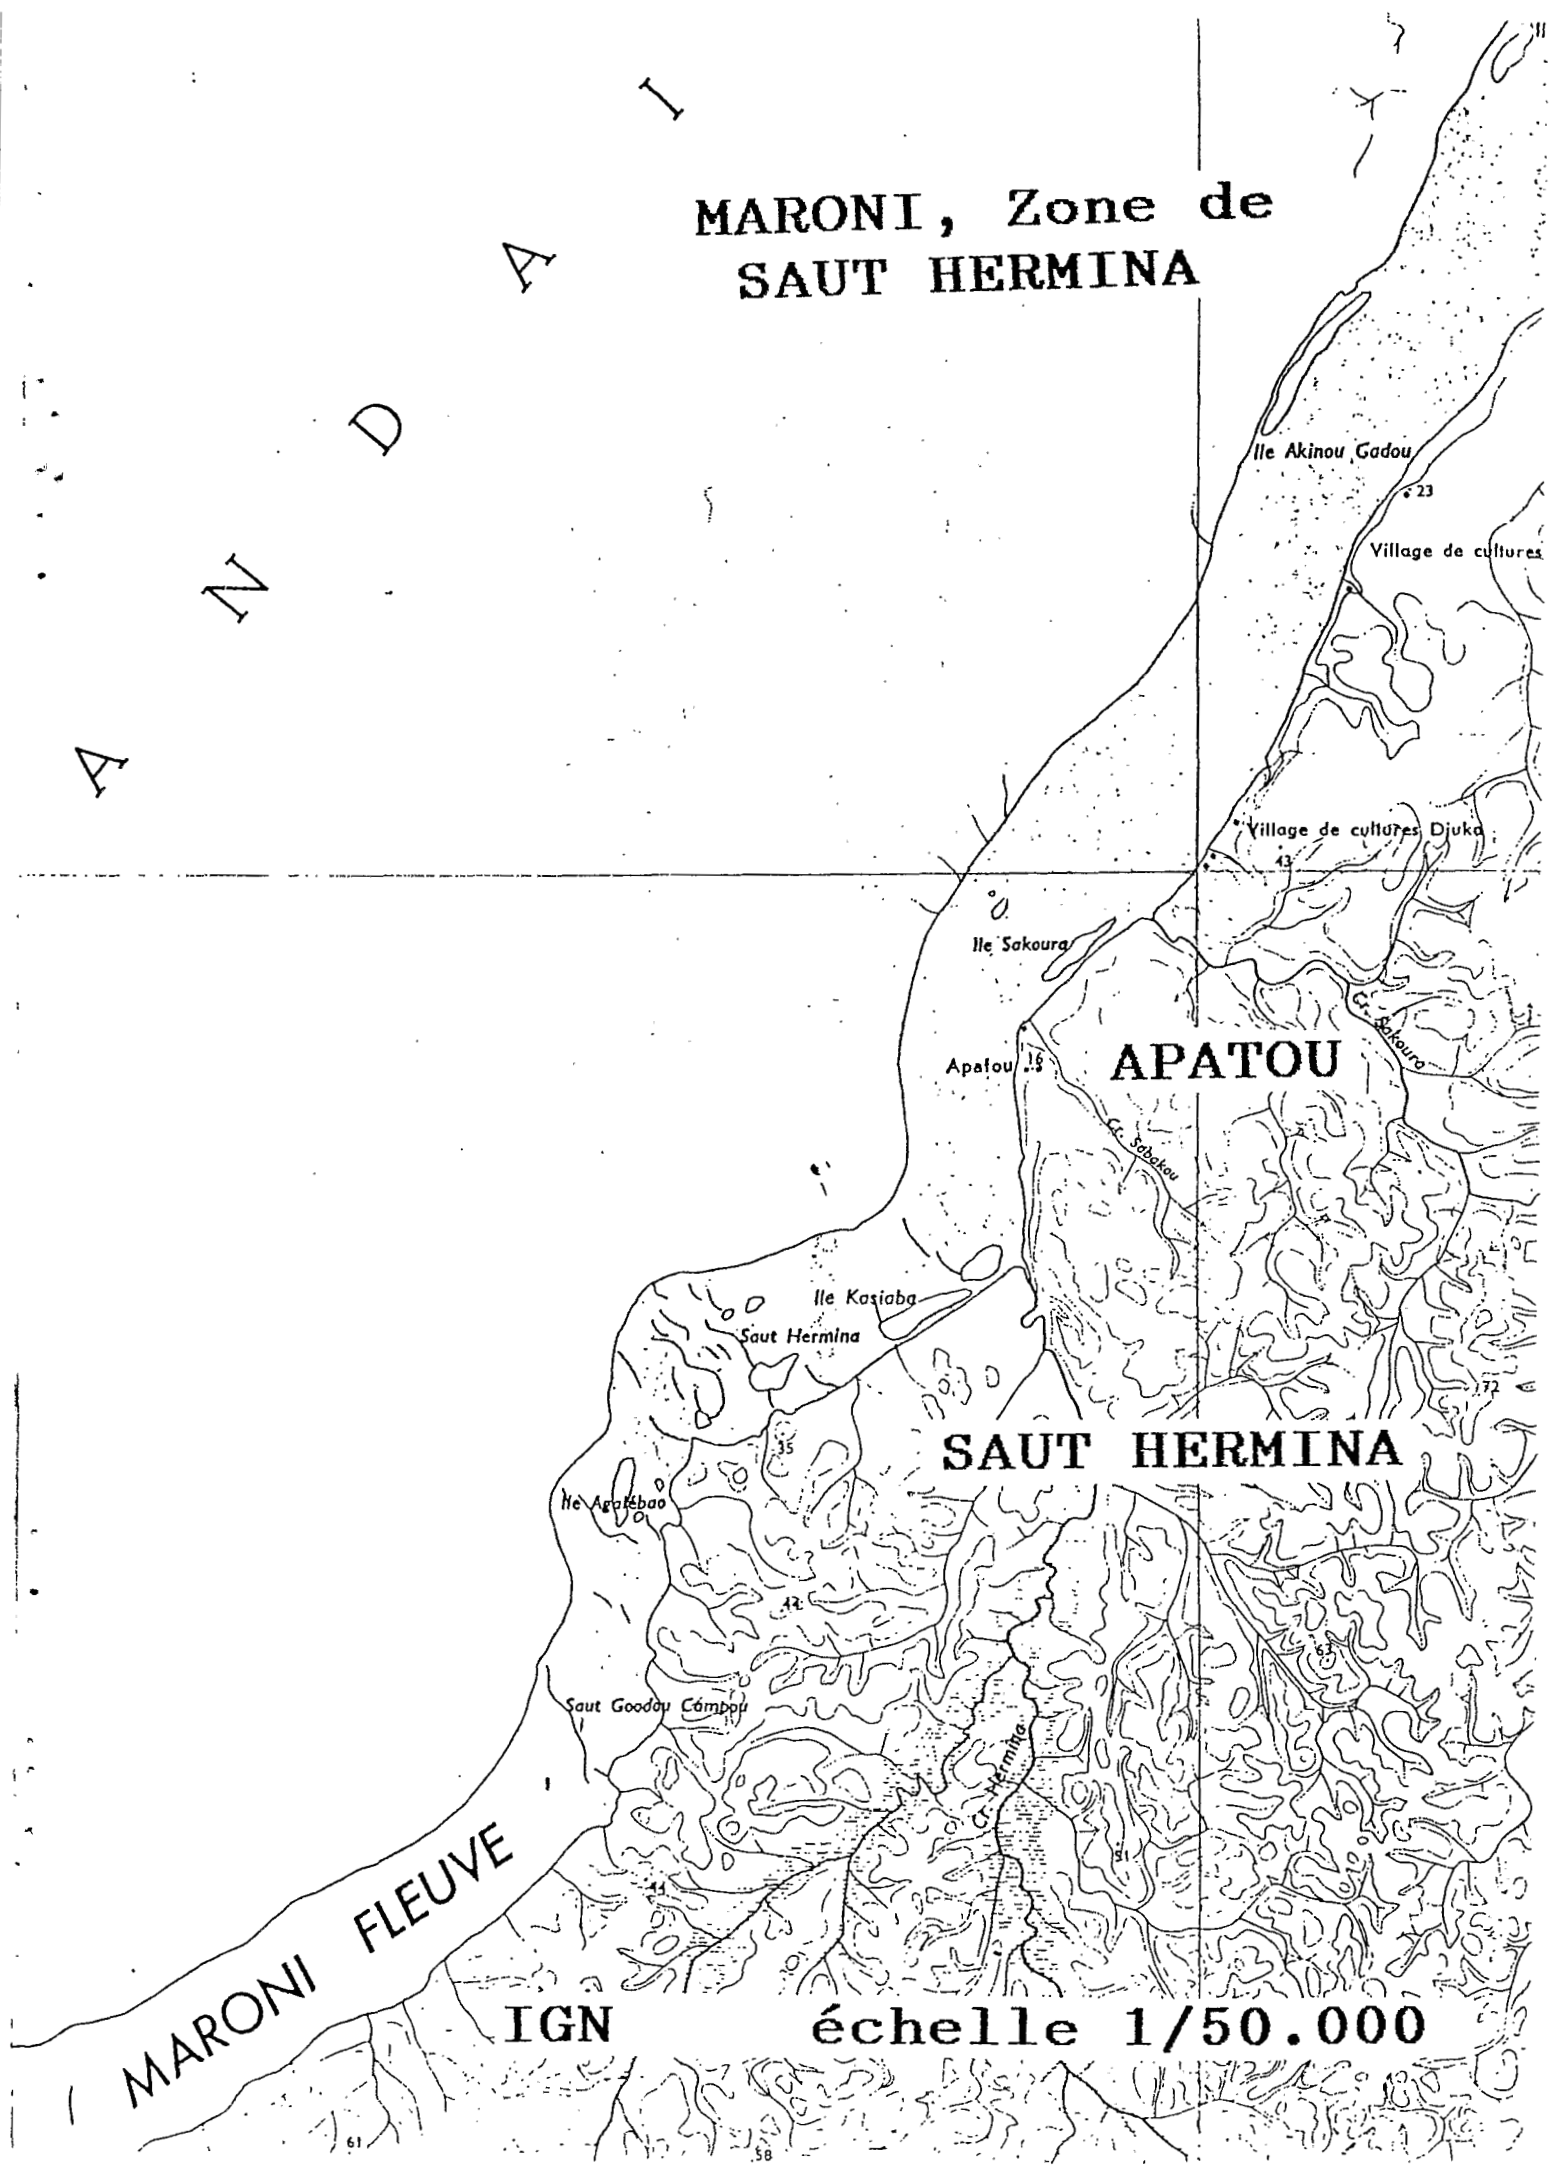 MARONI, Zone de
SAUT HERMINA
A N D A I
Ile Akinou Gadou
23
Village de cultures
Village de cultures Djuka
43
Ile Sakoura
Cr. Sakoura
Apatou
16
APATOU
Cr. Sabakou
Ile Kasiaba
Saut Hermina
72
SAUT HERMINA
35
Ile Agatébao
44
63
Saut Goodou Campou
Cr. Hermina
MARONI FLEUVE
IGN échelle 1/50.000
61
58